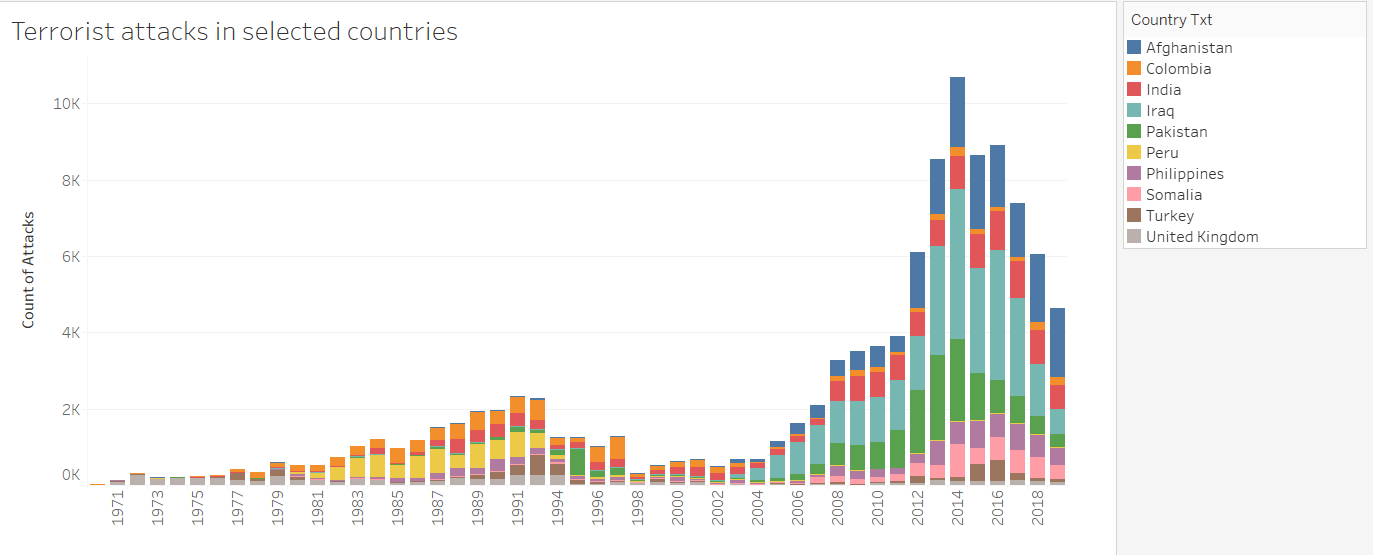 Terrorist attacks in selected countries
Country Txt
Afghanistan
Colombia
India
Iraq
Pakistan
Peru
Philippines
Somalia
Turkey
United Kingdom
Count of Attacks
10K
8K
6K
4K
2K
0K
1971
1973
1975
1977
1979
1981
1983
1985
1987
1989
1991
1994
1996
1998
2000
2002
2004
2006
2008
2010
2012
2014
2016
2018